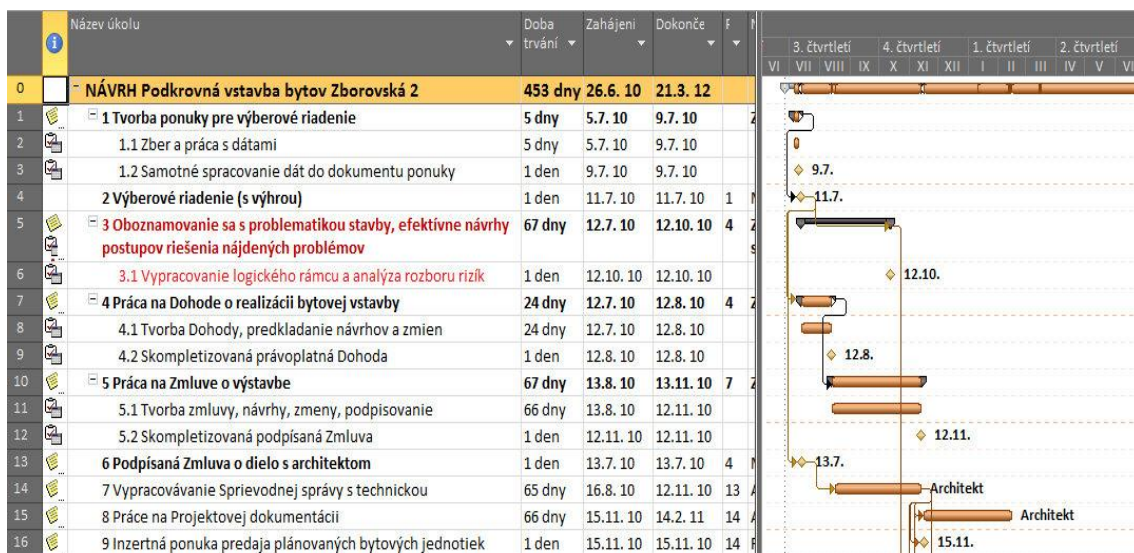 Název úkolu Doba trvání Zahájeni Dokonče F
3. čtvrtletí 4. čtvrtletí 1. čtvrtletí 2. čtvrtletí
VI VII VIII IX X XI XII I II III IV V VI
0 NÁVRH Podkrovná vstavba bytov Zborovská 2 453 dny 26.6. 10 21.3. 12
1 1 Tvorba ponuky pre výberové riadenie 5 dny 5.7. 10 9.7. 10
2 1.1 Zber a práca s dátami 5 dny 5.7. 10 9.7. 10
3 1.2 Samotné spracovanie dát do dokumentu ponuky 1 den 9.7. 10 9.7. 10 9.7.
4 2 Výberové riadenie (s výhrou) 1 den 11.7. 10 11.7. 10 1 11.7.
5 3 Oboznamovanie sa s problematikou stavby, efektívne návrhy 67 dny 12.7. 10 12.10. 10 4
postupov riešenia nájdených problémov
6 3.1 Vypracovanie logického rámcu a analýza rozboru rizík 1 den 12.10. 10 12.10. 10 12.10.
7 4 Práca na Dohode o realizácii bytovej vstavby 24 dny 12.7. 10 12.8. 10 4
8 4.1 Tvorba Dohody, predkladanie návrhov a zmien 24 dny 12.7. 10 12.8. 10
9 4.2 Skompletizovaná právoplatná Dohoda 1 den 12.8. 10 12.8. 10 12.8.
10 5 Práca na Zmluve o výstavbe 67 dny 13.8. 10 13.11. 10 7
11 5.1 Tvorba zmluvy, návrhy, zmeny, podpisovanie 66 dny 13.8. 10 12.11. 10
12 5.2 Skompletizovaná podpísaná Zmluva 1 den 12.11. 10 12.11. 10 12.11.
13 6 Podpísaná Zmluva o dielo s architektom 1 den 13.7. 10 13.7. 10 4 13.7.
14 7 Vypracovávanie Sprievodnej správy s technickou 65 dny 16.8. 10 12.11. 10 13 Architekt
15 8 Práce na Projektovej dokumentácii 66 dny 15.11. 10 14.2. 11 14 Architekt
16 9 Inzertná ponuka predaja plánovaných bytových jednotiek 1 den 15.11. 10 15.11. 10 14 15.11.